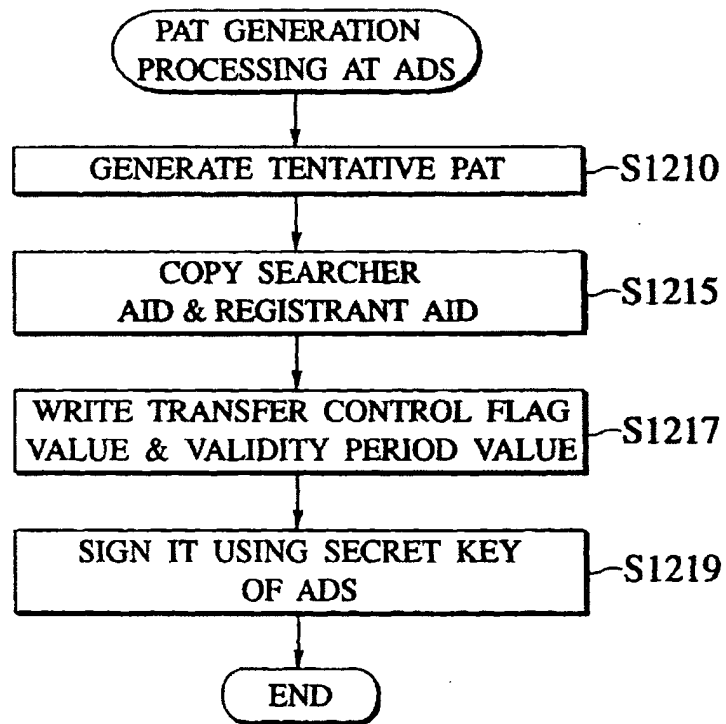 PAT GENERATION
PROCESSING AT ADS
GENERATE TENTATIVE PAT
S1210
COPY SEARCHER
AID & REGISTRANT AID
S1215
WRITE TRANSFER CONTROL FLAG
VALUE & VALIDITY PERIOD VALUE
S1217
SIGN IT USING SECRET KEY
OF ADS
S1219
END